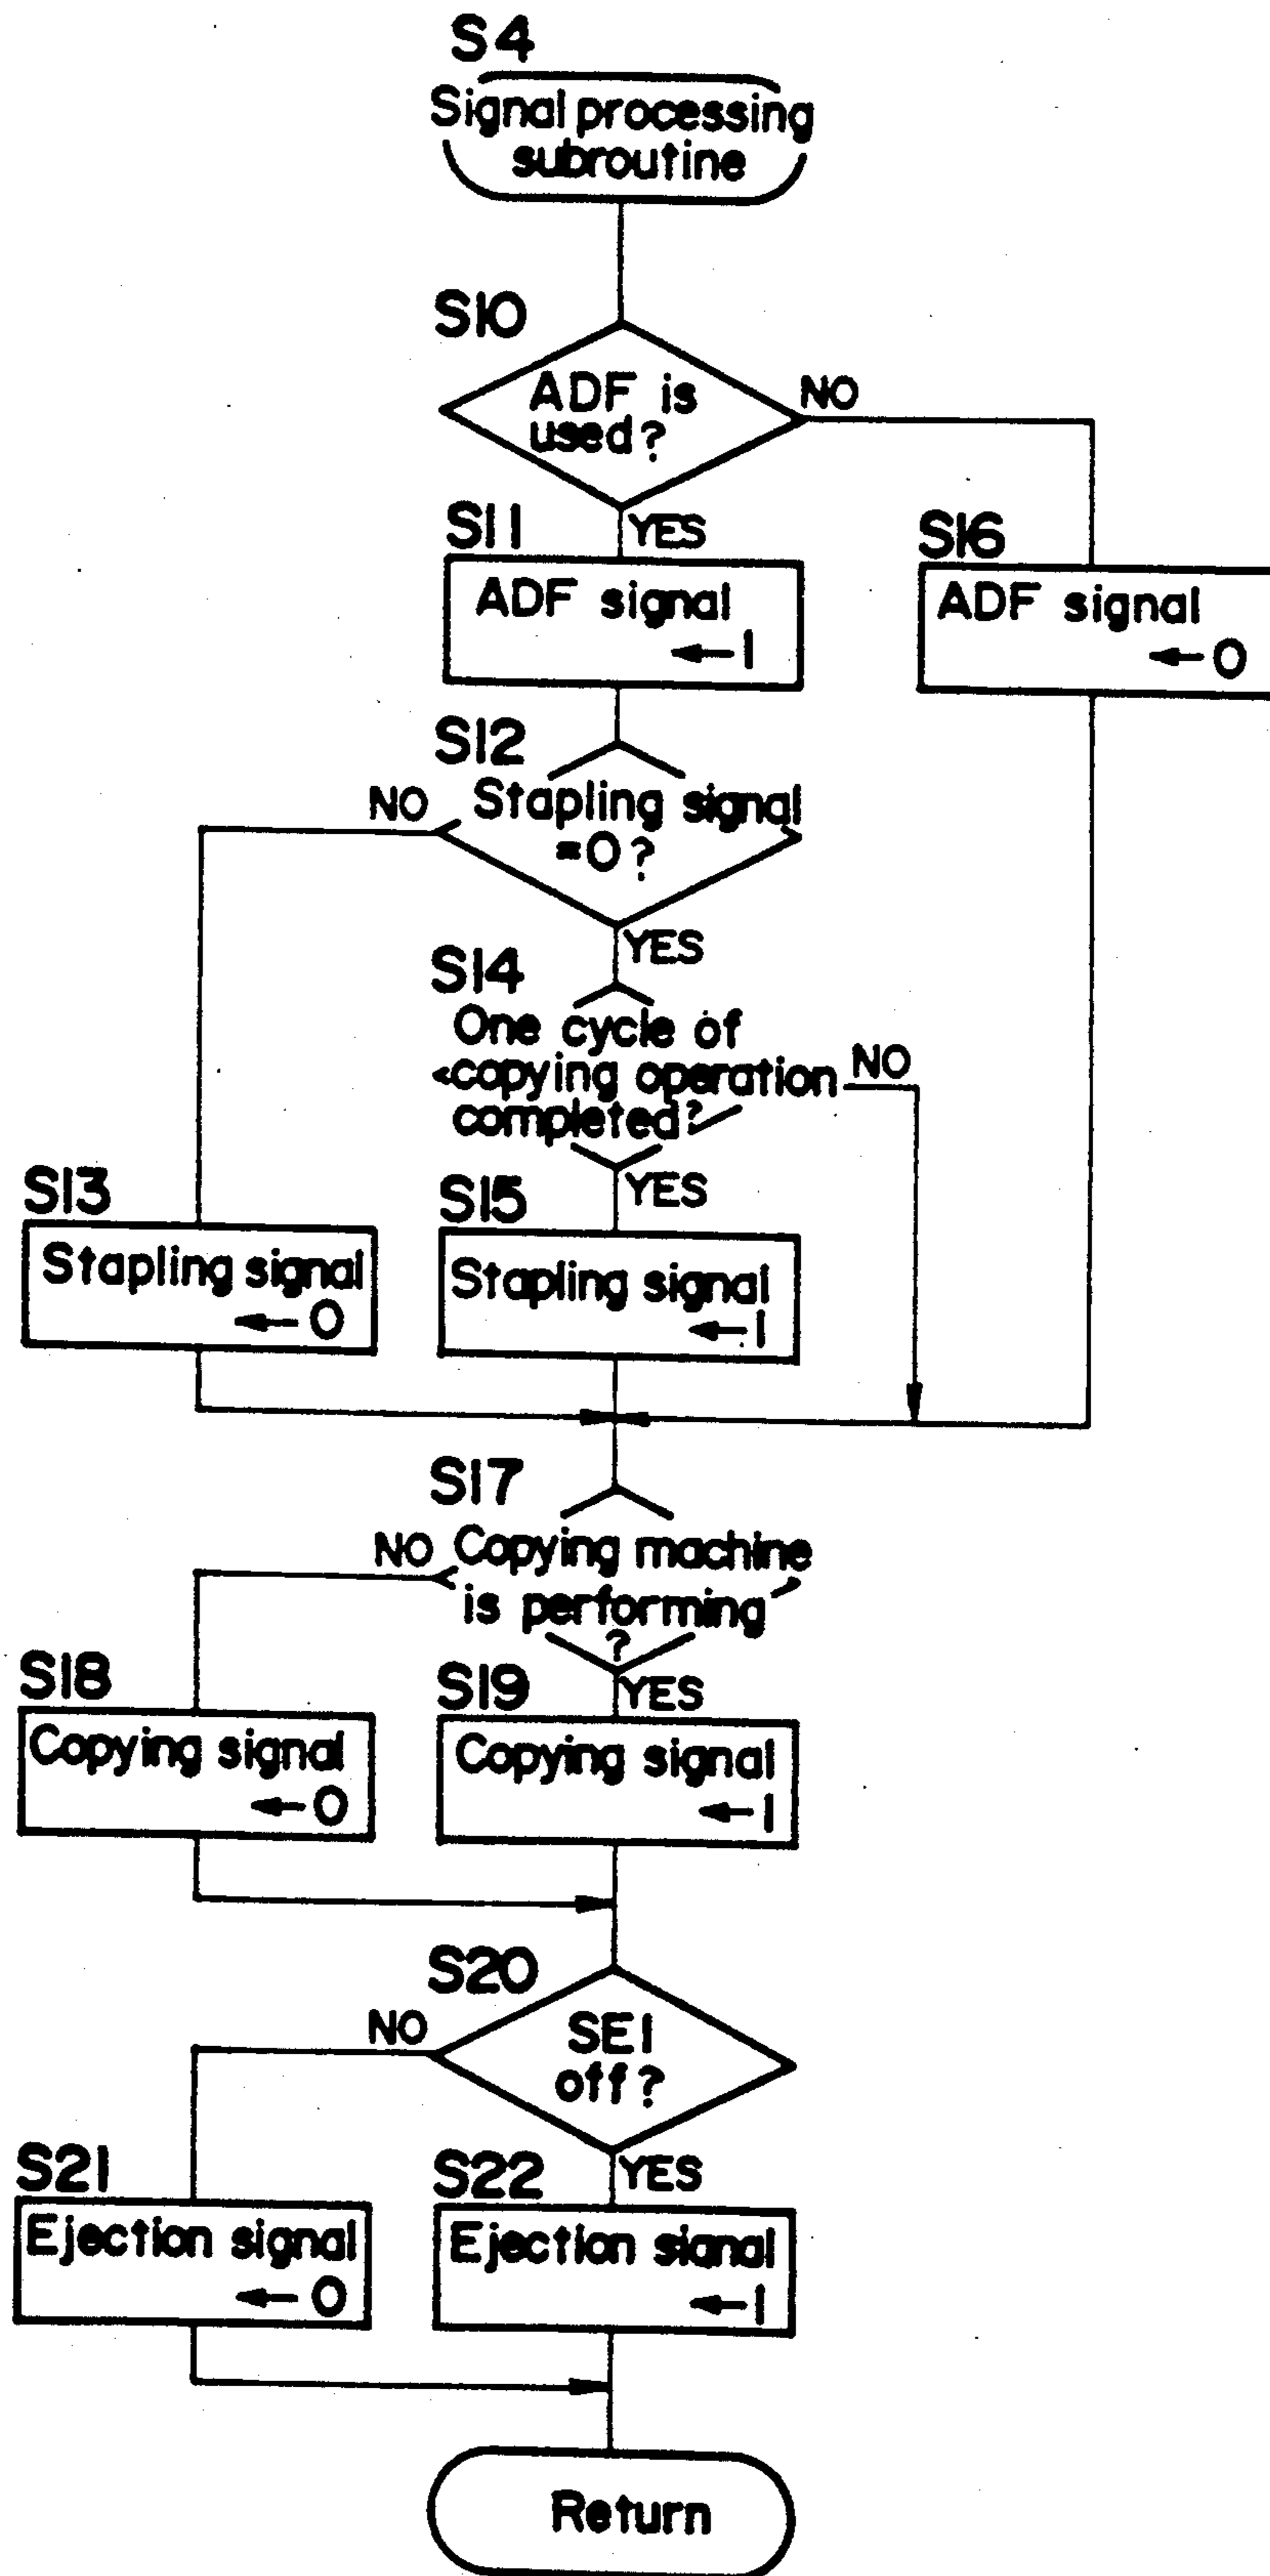 S4
Signal processing
subroutine
S10
ADF is
used?
NO
S11
YES
S16
ADF signal
←1
ADF signal
←0
S12
NO
Stapling signal
=0?
YES
S14
One cycle of
copying operation
completed?
NO
S13
S15
YES
Stapling signal
←0
Stapling signal
←1
S17
NO
Copying machine
is performing
?
S18
S19
YES
Copying signal
←0
Copying signal
←1
S20
NO
SE1
off?
S21
S22
YES
Ejection signal
←0
Ejection signal
←1
Return